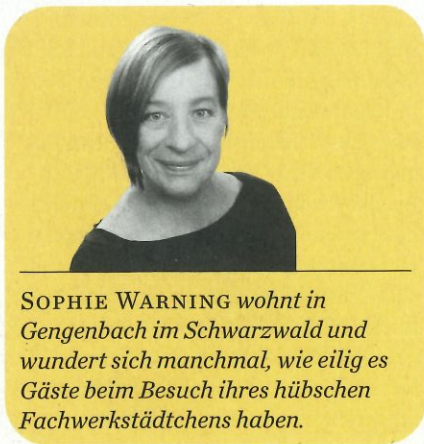 SOPHIE WARNING wohnt in
Gengenbach im Schwarzwald und
wundert sich manchmal, wie eilig es
Gäste beim Besuch ihres hübschen
Fachwerkstädtchens haben.